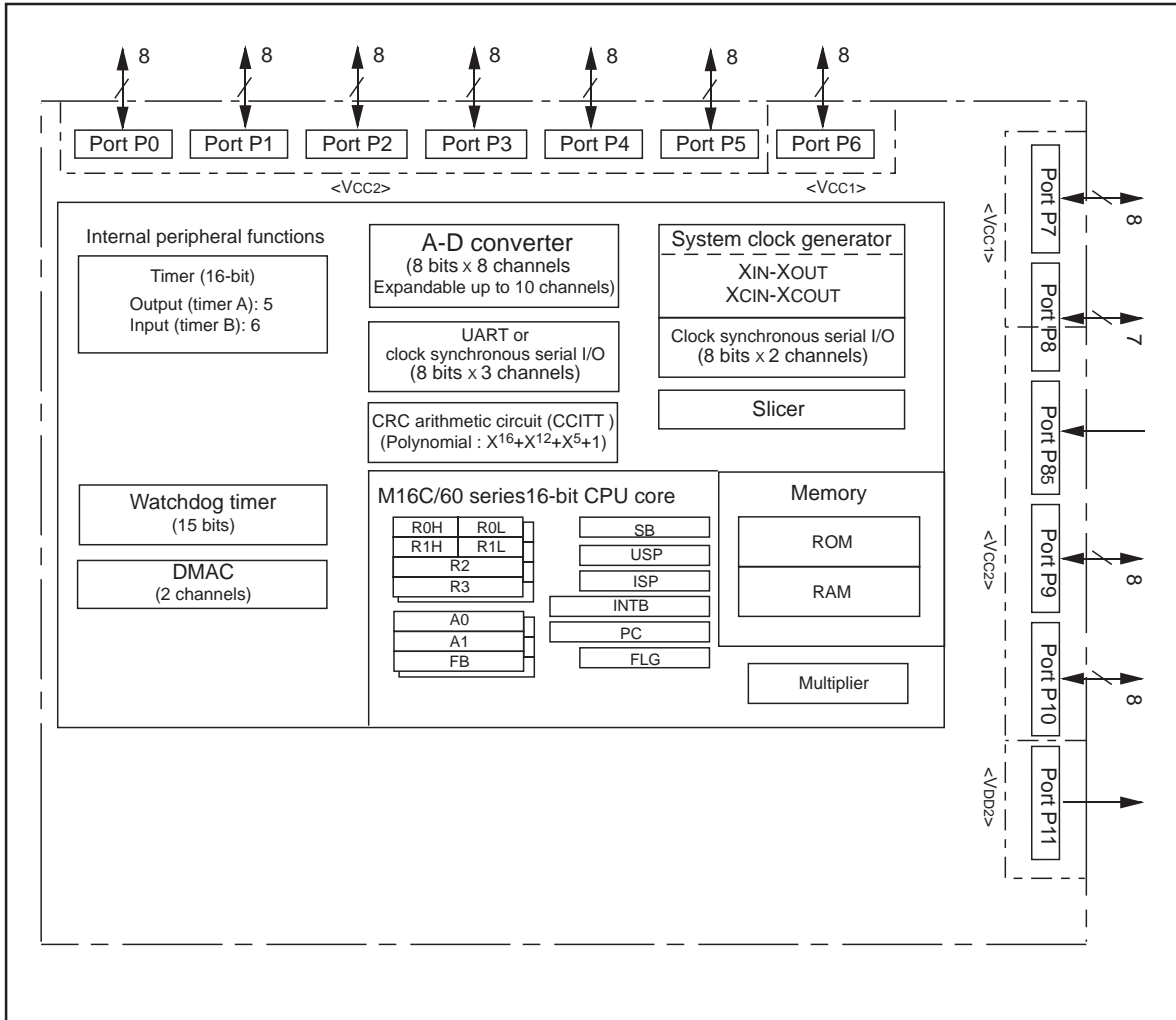 8 8 8 8 8 8 8
Port P0 Port P1 Port P2 Port P3 Port P4 Port P5 Port P6
<VCC2> <VCC1>
Internal peripheral functions
Timer (16-bit)
Output (timer A): 5
Input (timer B): 6
A-D converter
(8 bits x 8 channels
Expandable up to 10 channels)
UART or
clock synchronous serial I/O
(8 bits x 3 channels)
CRC arithmetic circuit (CCITT )
(Polynomial : X16+X12+X5+1)
System clock generator
XIN-XOUT
XCIN-XCOUT
Clock synchronous serial I/O
(8 bits x 2 channels)
Slicer
Watchdog timer
(15 bits)
DMAC
(2 channels)
M16C/60 series16-bit CPU core
R0H R0L
R1H R1L
R2
R3
A0
A1
FB
SB
USP
ISP
INTB
PC
FLG
Memory
ROM
RAM
Multiplier
<VCC1>
Port P7
8
Port P8
7
Port P85
<VCC2>
Port P9
8
Port P10
8
<VDD2>
Port P11